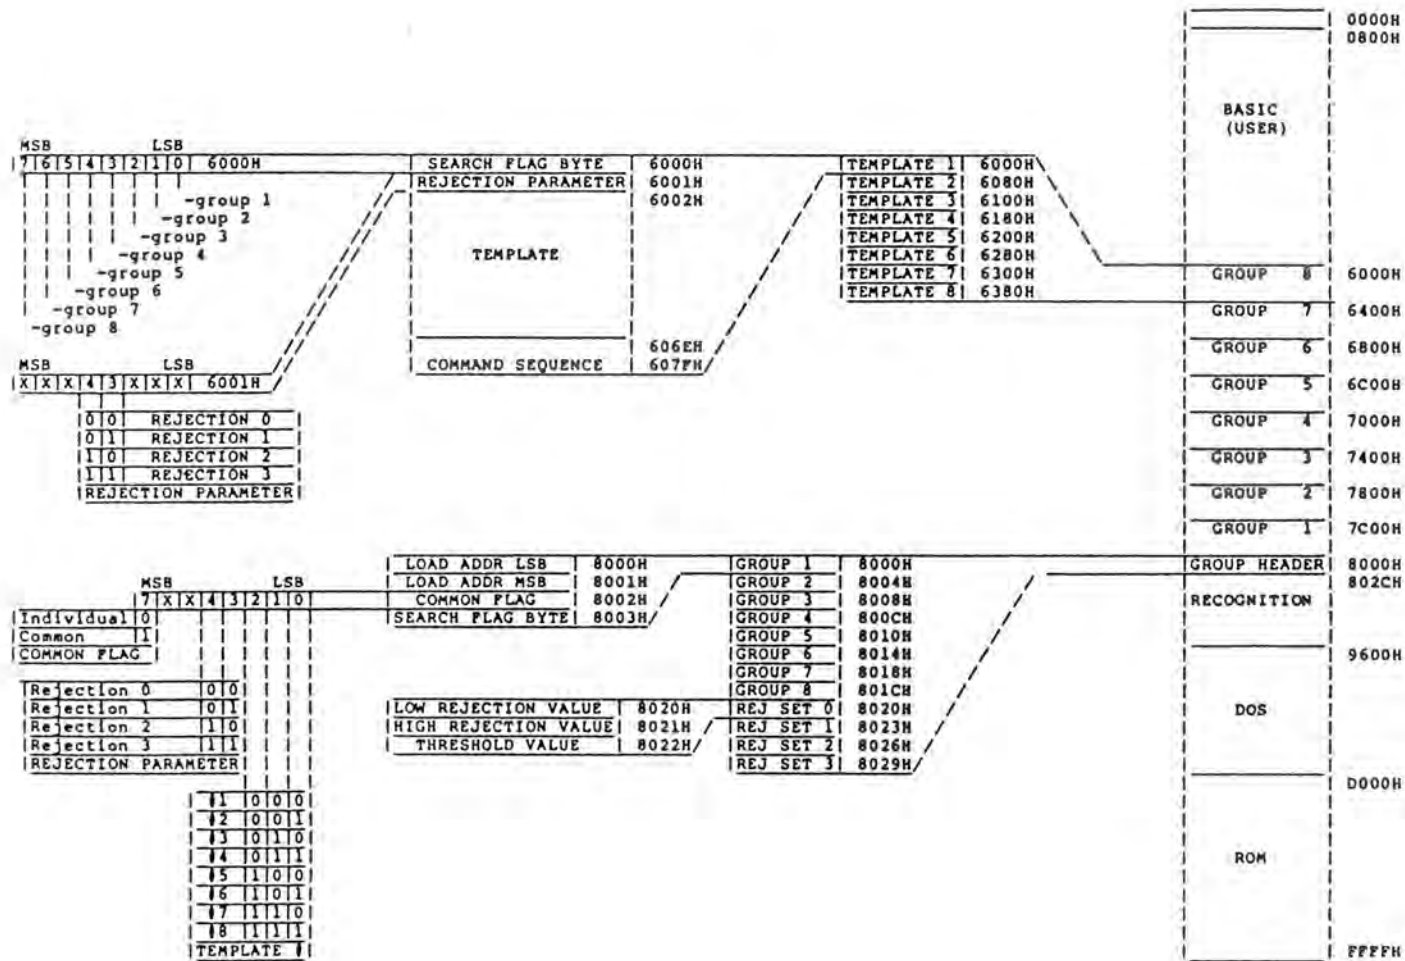 0000H
0800H
BASIC
(USER)
MSB LSB
|7|6|5|4|3|2|1|0| 6000H
-group 1
-group 2
-group 3
-group 4
-group 5
-group 6
-group 7
-group 8
SEARCH FLAG BYTE | 6000H
REJECTION PARAMETER| 6001H
6002H
TEMPLATE
606EH
COMMAND SEQUENCE | 607FH
|TEMPLATE 1| 6000H
|TEMPLATE 2| 6080H
|TEMPLATE 3| 6100H
|TEMPLATE 4| 6180H
|TEMPLATE 5| 6200H
|TEMPLATE 6| 6280H
|TEMPLATE 7| 6300H
|TEMPLATE 8| 6380H
GROUP 8 | 6000H
GROUP 7 | 6400H
GROUP 6 | 6800H
GROUP 5 | 6C00H
GROUP 4 | 7000H
GROUP 3 | 7400H
GROUP 2 | 7800H
GROUP 1 | 7C00H
GROUP HEADER | 8000H
802CH
RECOGNITION
9600H
DOS
D000H
ROM
FFFFH
MSB LSB
|X|X|X|4|3|X|X|X| 6001H
|0|0| REJECTION 0
|0|1| REJECTION 1
|1|0| REJECTION 2
|1|1| REJECTION 3
|REJECTION PARAMETER|
MSB LSB
|7|X|X|4|3|2|1|0|
|Individual|0|
|Common |1|
|COMMON FLAG |
|Rejection 0 |0|0|
|Rejection 1 |0|1|
|Rejection 2 |1|0|
|Rejection 3 |1|1|
|REJECTION PARAMETER|
| #1 |0|0|0|
| #2 |0|0|1|
| #3 |0|1|0|
| #4 |0|1|1|
| #5 |1|0|0|
| #6 |1|0|1|
| #7 |1|1|0|
| #8 |1|1|1|
|TEMPLATE #|
| LOAD ADDR LSB | 8000H
| LOAD ADDR MSB | 8001H
| COMMON FLAG | 8002H
|SEARCH FLAG BYTE| 8003H
|LOW REJECTION VALUE | 8020H
|HIGH REJECTION VALUE| 8021H
| THRESHOLD VALUE | 8022H
|GROUP 1 | 8000H
|GROUP 2 | 8004H
|GROUP 3 | 8008H
|GROUP 4 | 800CH
|GROUP 5 | 8010H
|GROUP 6 | 8014H
|GROUP 7 | 8018H
|GROUP 8 | 801CH
|REJ SET 0| 8020H
|REJ SET 1| 8023H
|REJ SET 2| 8026H
|REJ SET 3| 8029H